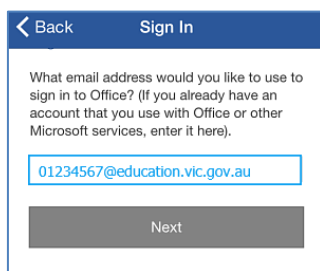 Back Sign In
What email address would you like to use to
sign in to Office? (If you already have an
account that you use with Office or other
Microsoft services, enter it here).
01234567@education.vic.gov.au
Next